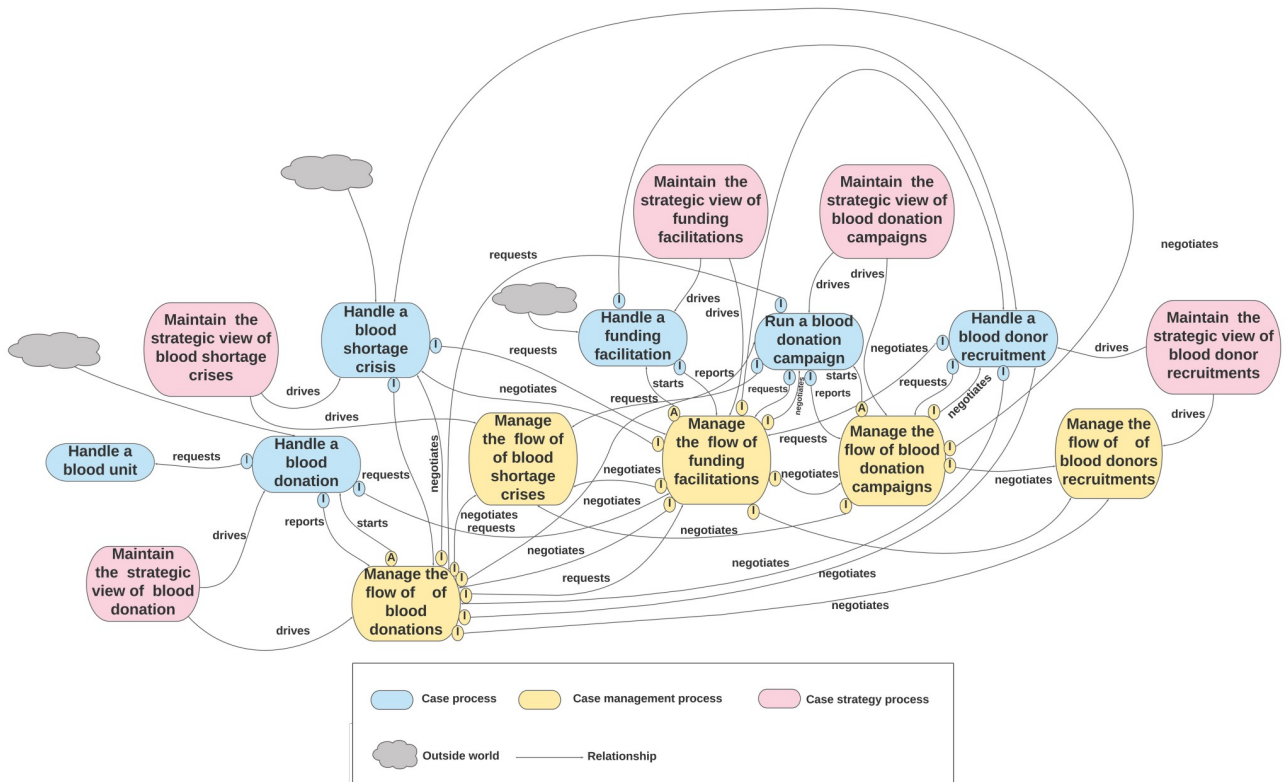 negotiates
requests
Maintain the
strategic view of
funding
facilitations
Maintain the
strategic view of
blood donation
campaigns
drives
drives
drives
drives
I
I
I
Maintain the
strategic view of
blood shortage
crises
Handle a
blood
shortage
crisis
I
Handle a
funding
facilitation
I
Run a blood
donation
campaign
I
I
I
I
Handle a
blood donor
recruitment
I
I
I
I
drives
Maintain the
strategic view of
blood donor
recruitments
requests
negotiates
requests
starts
reports
requests
negotiates
reports
starts
negotiates
requests
negotiates
drives
drives
drives
I
A
I
I
I
I
I
A
I
I
I
I
I
Manage
the flow of
of blood
shortage
crises
Manage
the flow of
funding
facilitations
requests
negotiates
Manage the
flow of blood
donation
campaigns
Manage the
flow of of
blood donors
recruitments
negotiates
Handle a
blood unit
requests
I
Handle a
blood
donation
I
I
requests
negotiates
negotiates
negotiates
requests
negotiates
negotiates
drives
reports
starts
negotiates
requests
negotiates
negotiates
negotiates
Maintain
the strategic
view of blood
donation
drives
A
I
I
I
I
I
I
Manage the
flow of of
blood
donations
Case process
Case management process
Case strategy process
Outside world
Relationship